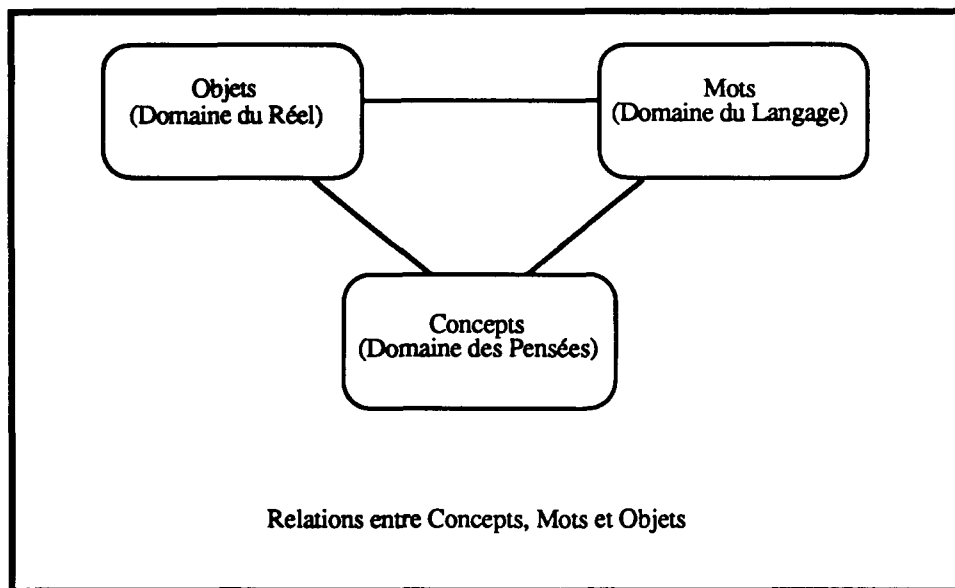 Objets
(Domaine du Réel)
Mots
(Domaine du Langage)
Concepts
(Domaine des Pensées)
Relations entre Concepts, Mots et Objets